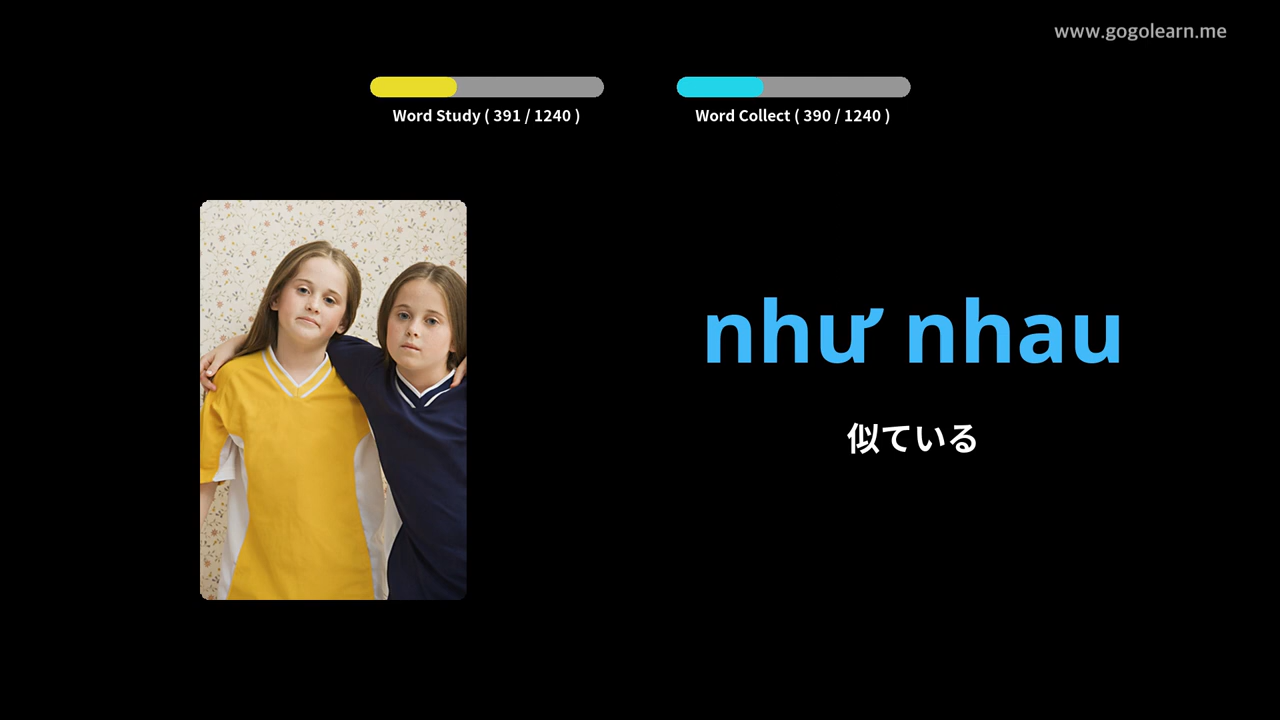 www.gogolearn.me
Word Study ( 391 / 1240 )
Word Collect ( 390 / 1240 )
như nhau
似ている